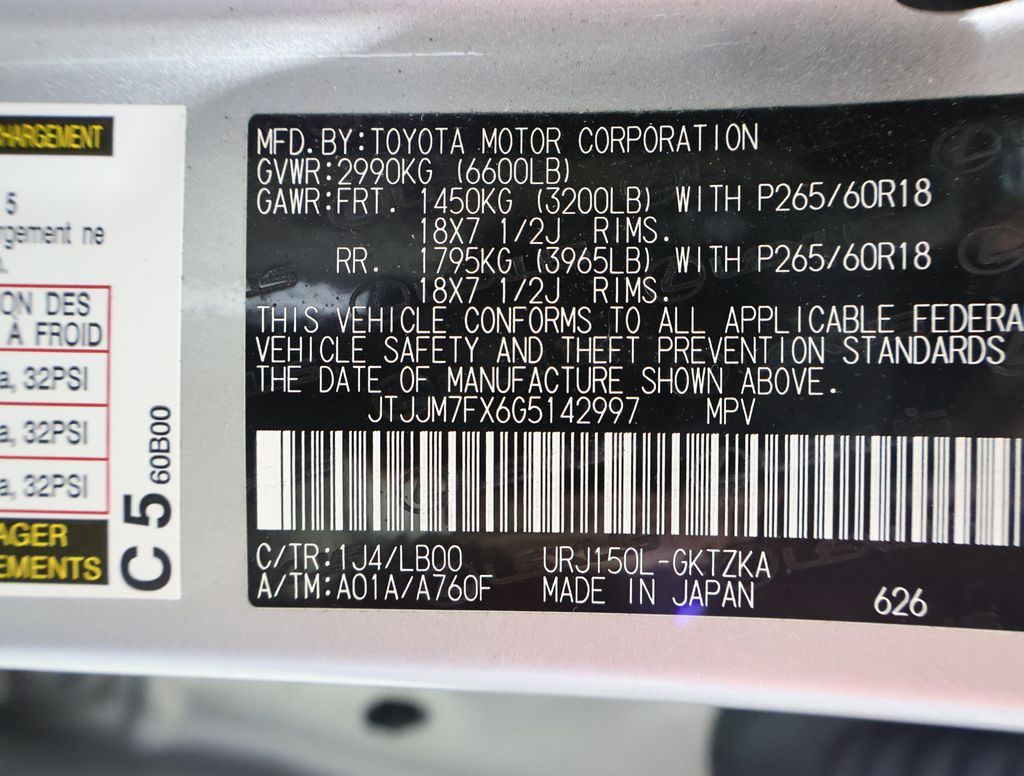 CHARGEMENT
5
rgement ne
ON DES
À FROID
a, 32PSI
a, 32PSI
a, 32PSI
AGER
EMENTS
C 5 60B00
MFD. BY:TOYOTA MOTOR CORPORATION
GVWR:2990KG (6600LB)
GAWR:FRT. 1450KG (3200LB) WITH P265/60R18
18X7 1/2J RIMS.
RR. 1795KG (3965LB) WITH P265/60R18
18X7 1/2J RIMS.
THIS VEHICLE CONFORMS TO ALL APPLICABLE FEDERA
VEHICLE SAFETY AND THEFT PREVENTION STANDARDS
THE DATE OF MANUFACTURE SHOWN ABOVE.
JTJJM7FX6G5142997 MPV
C/TR:1J4/LB00 URJ150L-GKTZKA
A/TM:A01A/A760F MADE IN JAPAN 626